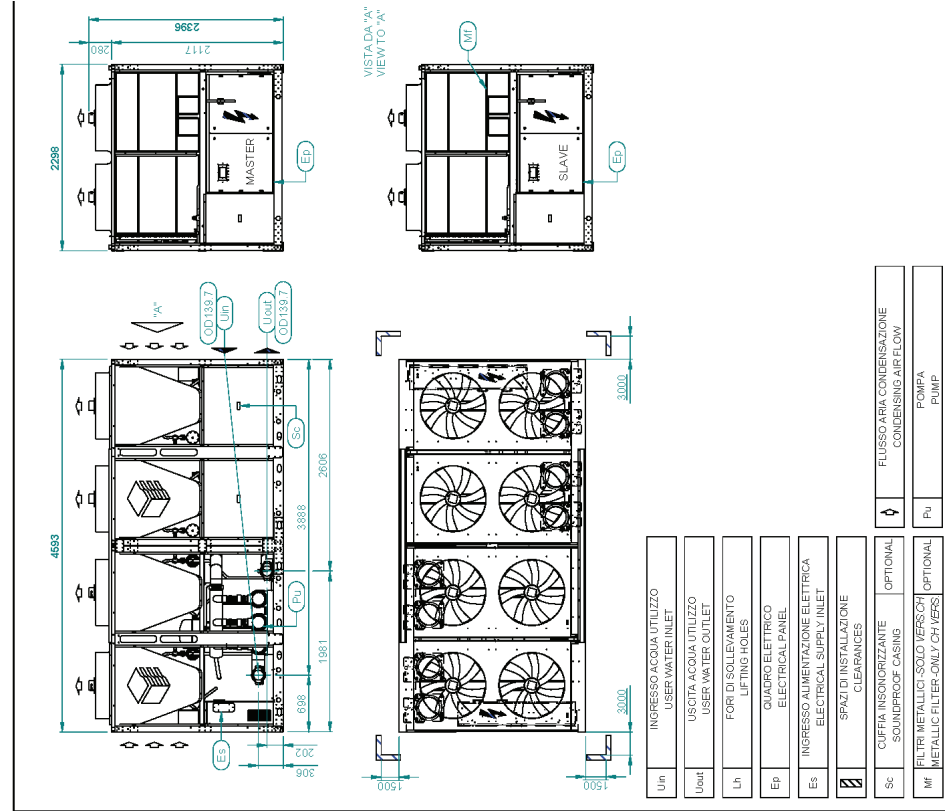 2396
280
2117
2298
MASTER
Ep
VISTA DA "A"
VIEW TO "A"
Mf
SLAVE
Ep
4593
"A"
OD139.7
Uin
Uout
OD139.7
Sc
Pu
Es
2606
3888
1981
698
202
306
3000
3000
1500
1500
Uin
INGRESSO ACQUA UTILIZZO
USER WATER INLET
Uout
USCITA ACQUA UTILIZZO
USER WATER OUTLET
Lh
FORI DI SOLLEVAMENTO
LIFTING HOLES
Ep
QUADRO ELETTRICO
ELECTRICAL PANEL
Es
INGRESSO ALIMENTAZIONE ELETTRICA
ELECTRICAL SUPPLY INLET
SPAZI DI INSTALLAZIONE
CLEARANCES
Sc
CUFFIA INSONORIZZANTE
SOUNDPROOF CASING
OPTIONAL
Mf
FILTRI METALLICI -SOLO VERS CH
METALLIC FILTER -ONLY CH VERS
OPTIONAL
FLUSSO ARIA CONDENSAZIONE
CONDENSING AIR FLOW
Pu
POMPA
PUMP